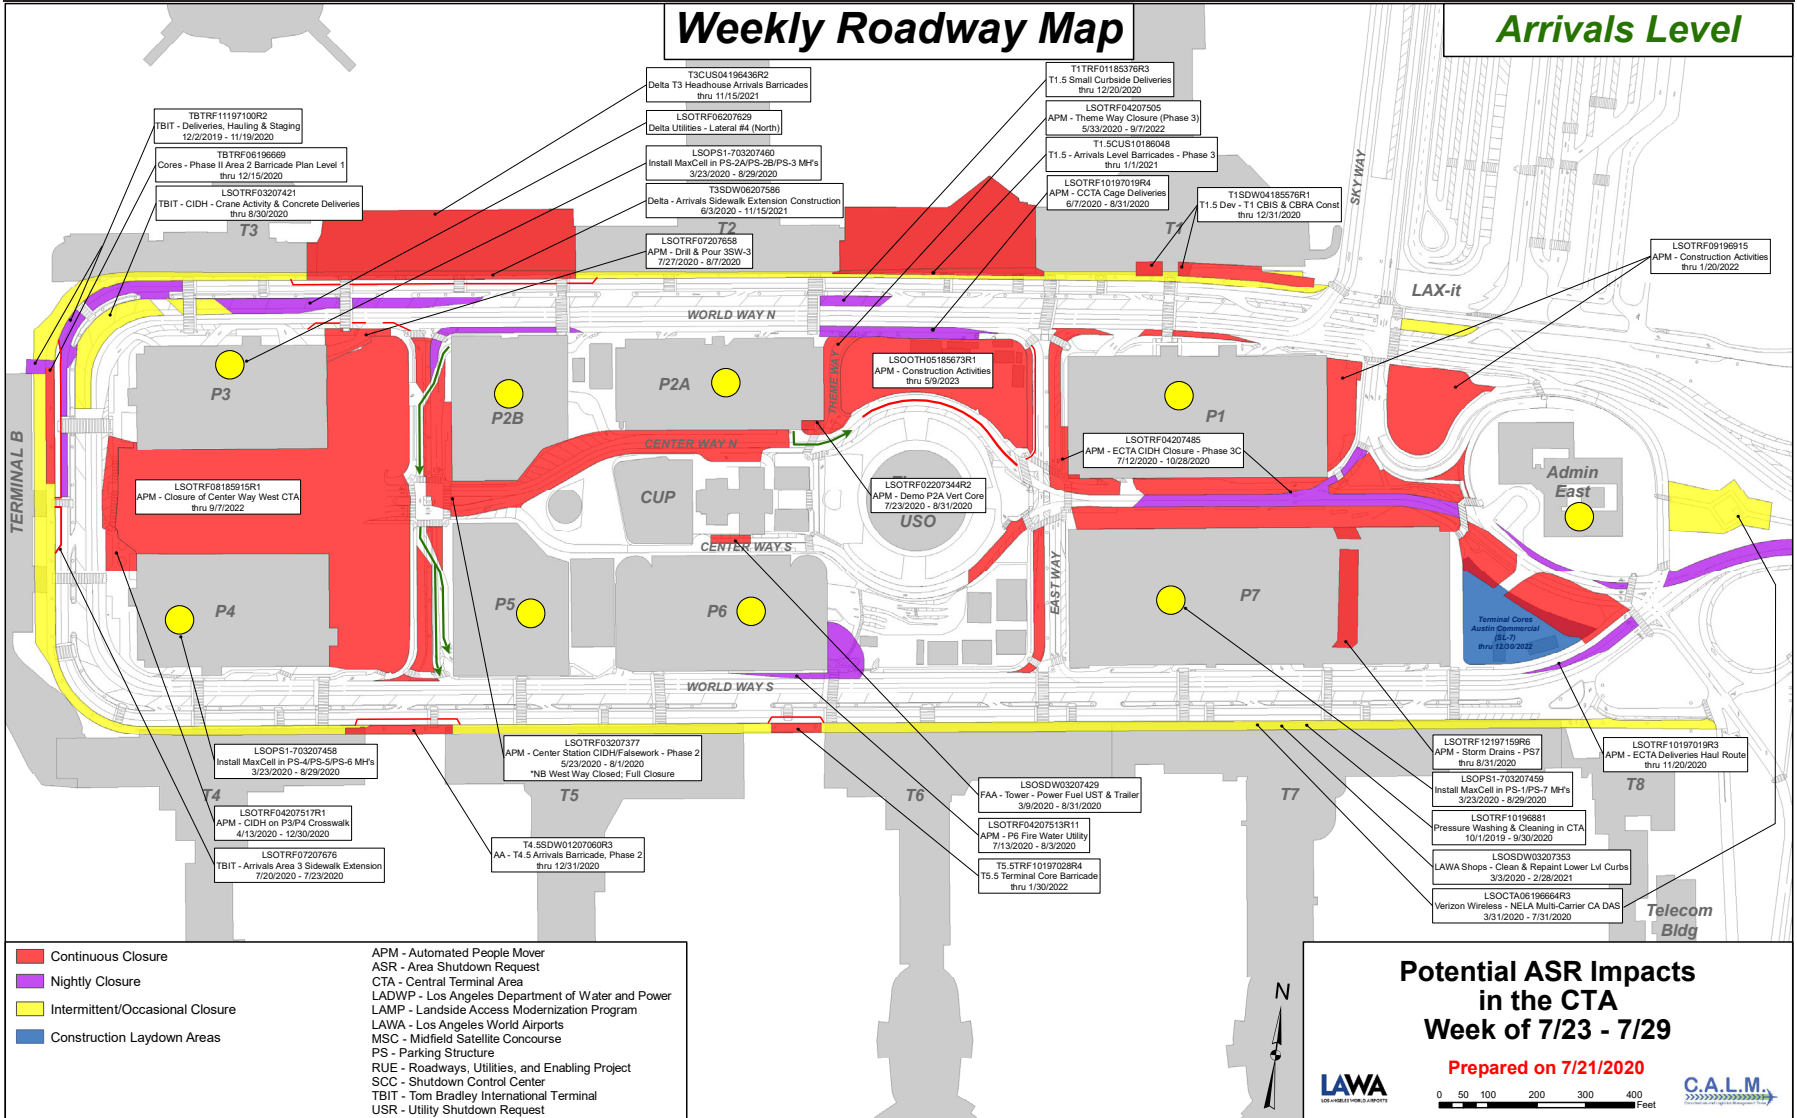 Weekly Roadway Map
Arrivals Level
T3CUS04196436R2
Delta T3 Headhouse Arrivals Barricades
thru 11/15/2021
LSOTRF06207629
Delta Utilities - Lateral #4 (North)
LSOPS1-703207460
Install MaxCell in PS-2A/PS-2B/PS-3 MH's
3/23/2020 - 8/29/2020
T3SDW06207586
Delta - Arrivals Sidewalk Extension Construction
6/3/2020 - 11/15/2021
LSOTRF07207658
APM - Drill & Pour 3SW-3
7/27/2020 - 8/7/2020
TBTRF11197100R2
TBIT - Deliveries, Hauling & Staging
12/2/2019 - 11/19/2020
TBTRF06196669
Cores - Phase II Area 2 Barricade Plan Level 1
thru 12/15/2020
LSOTRF03207421
TBIT - CIDH - Crane Activity & Concrete Deliveries
thru 8/30/2020
T1TRF01185376R3
T1.5 Small Curbside Deliveries
thru 12/20/2020
LSOTRF04207505
APM - Theme Way Closure (Phase 3)
5/33/2020 - 9/7/2022
T1.5CUS10186048
T1.5 - Arrivals Level Barricades - Phase 3
thru 1/1/2021
LSOTRF10197019R4
APM - CCTA Cage Deliveries
6/7/2020 - 8/31/2020
T1SDW04185576R1
T1.5 Dev - T1 CBIS & CBRA Const
thru 12/31/2020
LSOTRF09196915
APM - Construction Activities
thru 1/20/2022
T3
T2
T1
SKY WAY
LAX-it
WORLD WAY N
P3
P2B
P2A
THEME WAY
LSOOTH05185673R1
APM - Construction Activities
thru 5/9/2023
P1
CENTER WAY N
LSOTRF04207485
APM - ECTA CIDH Closure - Phase 3C
7/12/2020 - 10/28/2020
TERMINAL B
LSOTRF08185915R1
APM - Closure of Center Way West CTA
thru 9/7/2022
CUP
LSOTRF02207344R2
APM - Demo P2A Vert Core
7/23/2020 - 8/31/2020
USO
Admin
East
CENTER WAY S
EAST WAY
P4
P5
P6
P7
Terminal Cores
Austin Commercial
(SL-7)
thru 12/30/2022
WORLD WAY S
LSOPS1-703207458
Install MaxCell in PS-4/PS-5/PS-6 MH's
3/23/2020 - 8/29/2020
T4
LSOTRF04207517R1
APM - CIDH on P3/P4 Crosswalk
4/13/2020 - 12/30/2020
LSOTRF07207676
TBIT - Arrivals Area 3 Sidewalk Extension
7/20/2020 - 7/23/2020
LSOTRF03207377
APM - Center Station CIDH/Falsework - Phase 2
5/23/2020 - 8/1/2020
*NB West Way Closed; Full Closure
T5
T4.5SDW01207060R3
AA - T4.5 Arrivals Barricade, Phase 2
thru 12/31/2020
T6
LSOSDW03207429
FAA - Tower - Power Fuel UST & Trailer
3/9/2020 - 8/31/2020
LSOTRF04207513R11
APM - P6 Fire Water Utility
7/13/2020 - 8/3/2020
T5.5TRF10197028R4
T5.5 Terminal Core Barricade
thru 1/30/2022
T7
LSOTRF12197159R6
APM - Storm Drains - PS7
thru 8/31/2020
LSOPS1-703207459
Install MaxCell in PS-1/PS-7 MH's
3/23/2020 - 8/29/2020
LSOTRF10196881
Pressure Washing & Cleaning in CTA
10/1/2019 - 9/30/2020
LSOSDW03207353
LAWA Shops - Clean & Repaint Lower Lvl Curbs
3/3/2020 - 2/28/2021
LSOCTA06196664R3
Verizon Wireless - NELA Multi-Carrier CA DAS
3/31/2020 - 7/31/2020
LSOTRF10197019R3
APM - ECTA Deliveries Haul Route
thru 11/20/2020
T8
Telecom
Bldg
Continuous Closure
Nightly Closure
Intermittent/Occasional Closure
Construction Laydown Areas
APM - Automated People Mover
ASR - Area Shutdown Request
CTA - Central Terminal Area
LADWP - Los Angeles Department of Water and Power
LAMP - Landside Access Modernization Program
LAWA - Los Angeles World Airports
MSC - Midfield Satellite Concourse
PS - Parking Structure
RUE - Roadways, Utilities, and Enabling Project
SCC - Shutdown Control Center
TBIT - Tom Bradley International Terminal
USR - Utility Shutdown Request
N
Potential ASR Impacts
in the CTA
Week of 7/23 - 7/29
Prepared on 7/21/2020
LAWA
LOS ANGELES WORLD AIRPORTS
0 50 100 200 300 400
Feet
C.A.L.M.